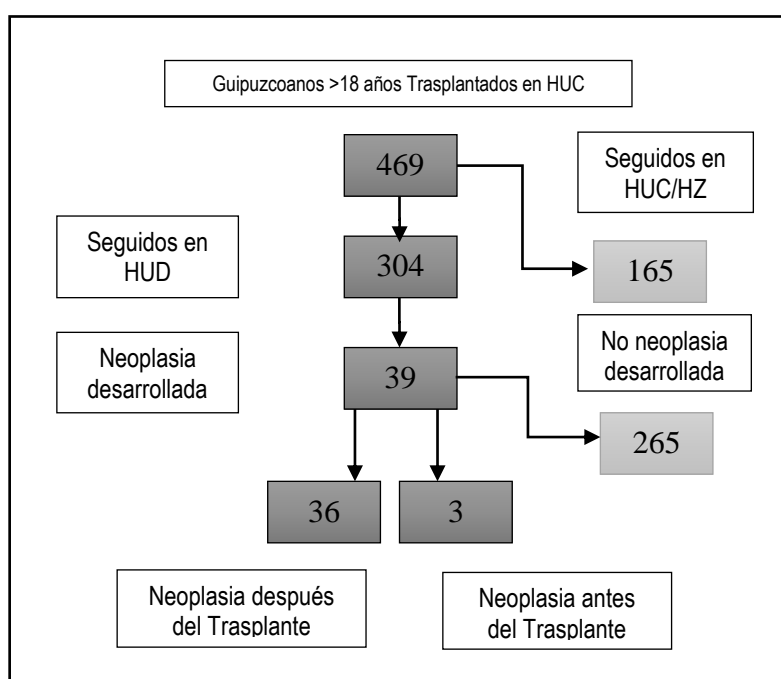 Guipuzcoanos >18 años Trasplantados en HUC
469
Seguidos en
HUC/HZ
Seguidos en
HUD
304
165
Neoplasia
desarrollada
39
No neoplasia
desarrollada
265
36
3
Neoplasia después
del Trasplante
Neoplasia antes
del Trasplante